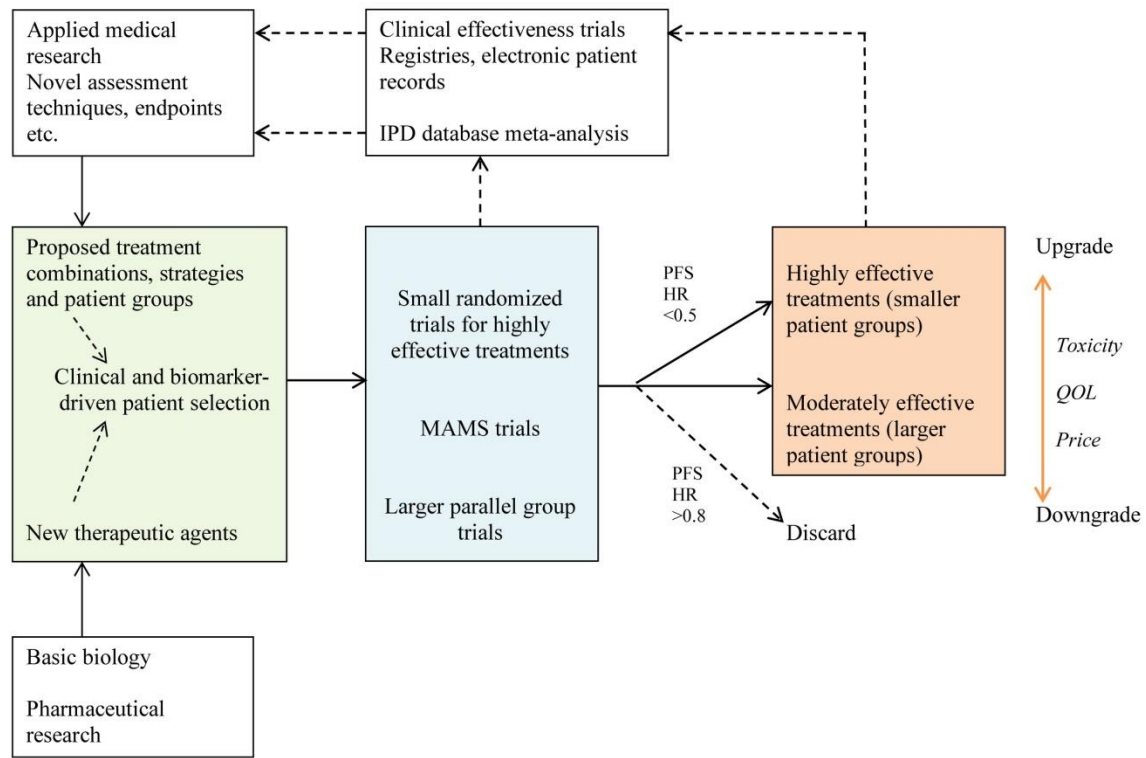 Applied medical
research
Novel assessment
techniques, endpoints
etc.
Clinical effectiveness trials
Registries, electronic patient
records
IPD database meta-analysis
Proposed treatment
combinations, strategies
and patient groups
Clinical and biomarker-
driven patient selection
New therapeutic agents
Small randomized
trials for highly
effective treatments
MAMS trials
Larger parallel group
trials
PFS
HR
<0.5
PFS
HR
>0.8
Highly effective
treatments (smaller
patient groups)
Moderately effective
treatments (larger
patient groups)
Discard
Upgrade
Toxicity
QOL
Price
Downgrade
Basic biology
Pharmaceutical
research